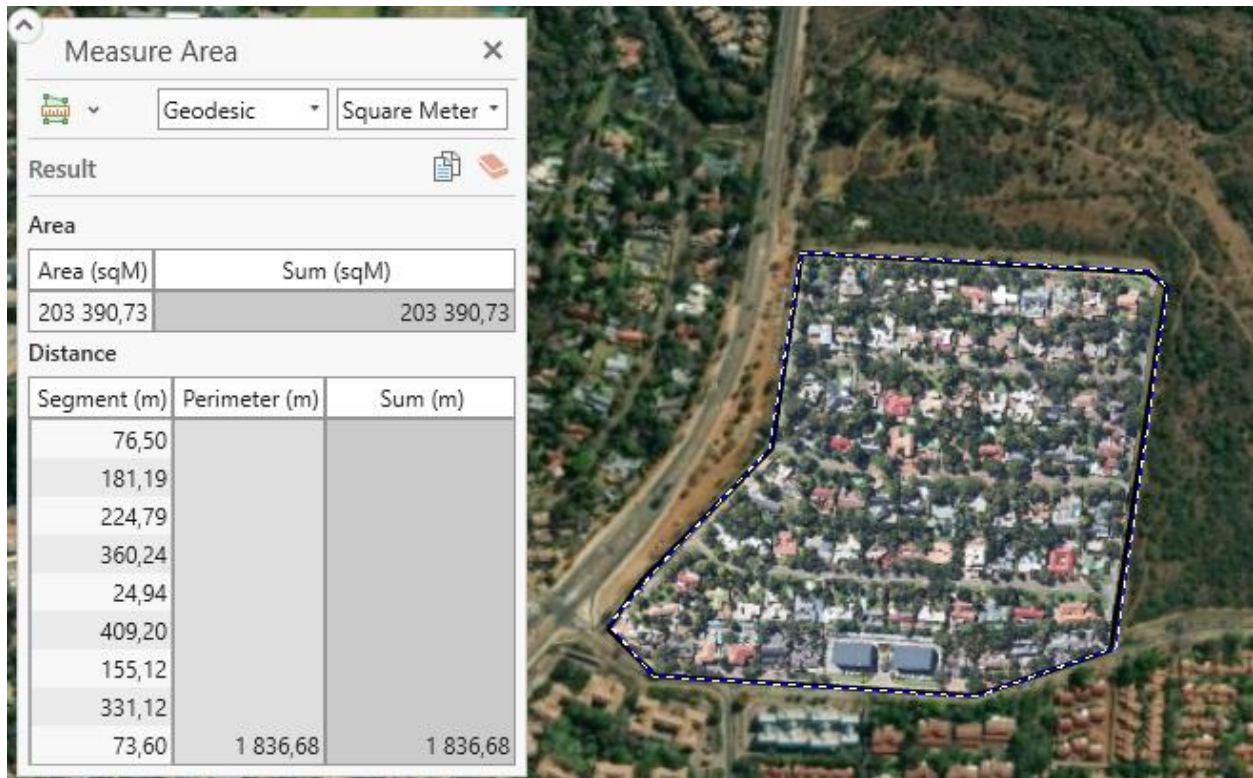 Measure Area
Geodesic Square Meter
Result
Area
Area (sqM) Sum (sqM)
203 390,73 203 390,73
Distance
Segment (m) Perimeter (m) Sum (m)
76,50
181,19
224,79
360,24
24,94
409,20
155,12
331,12
73,60 1 836,68 1 836,68